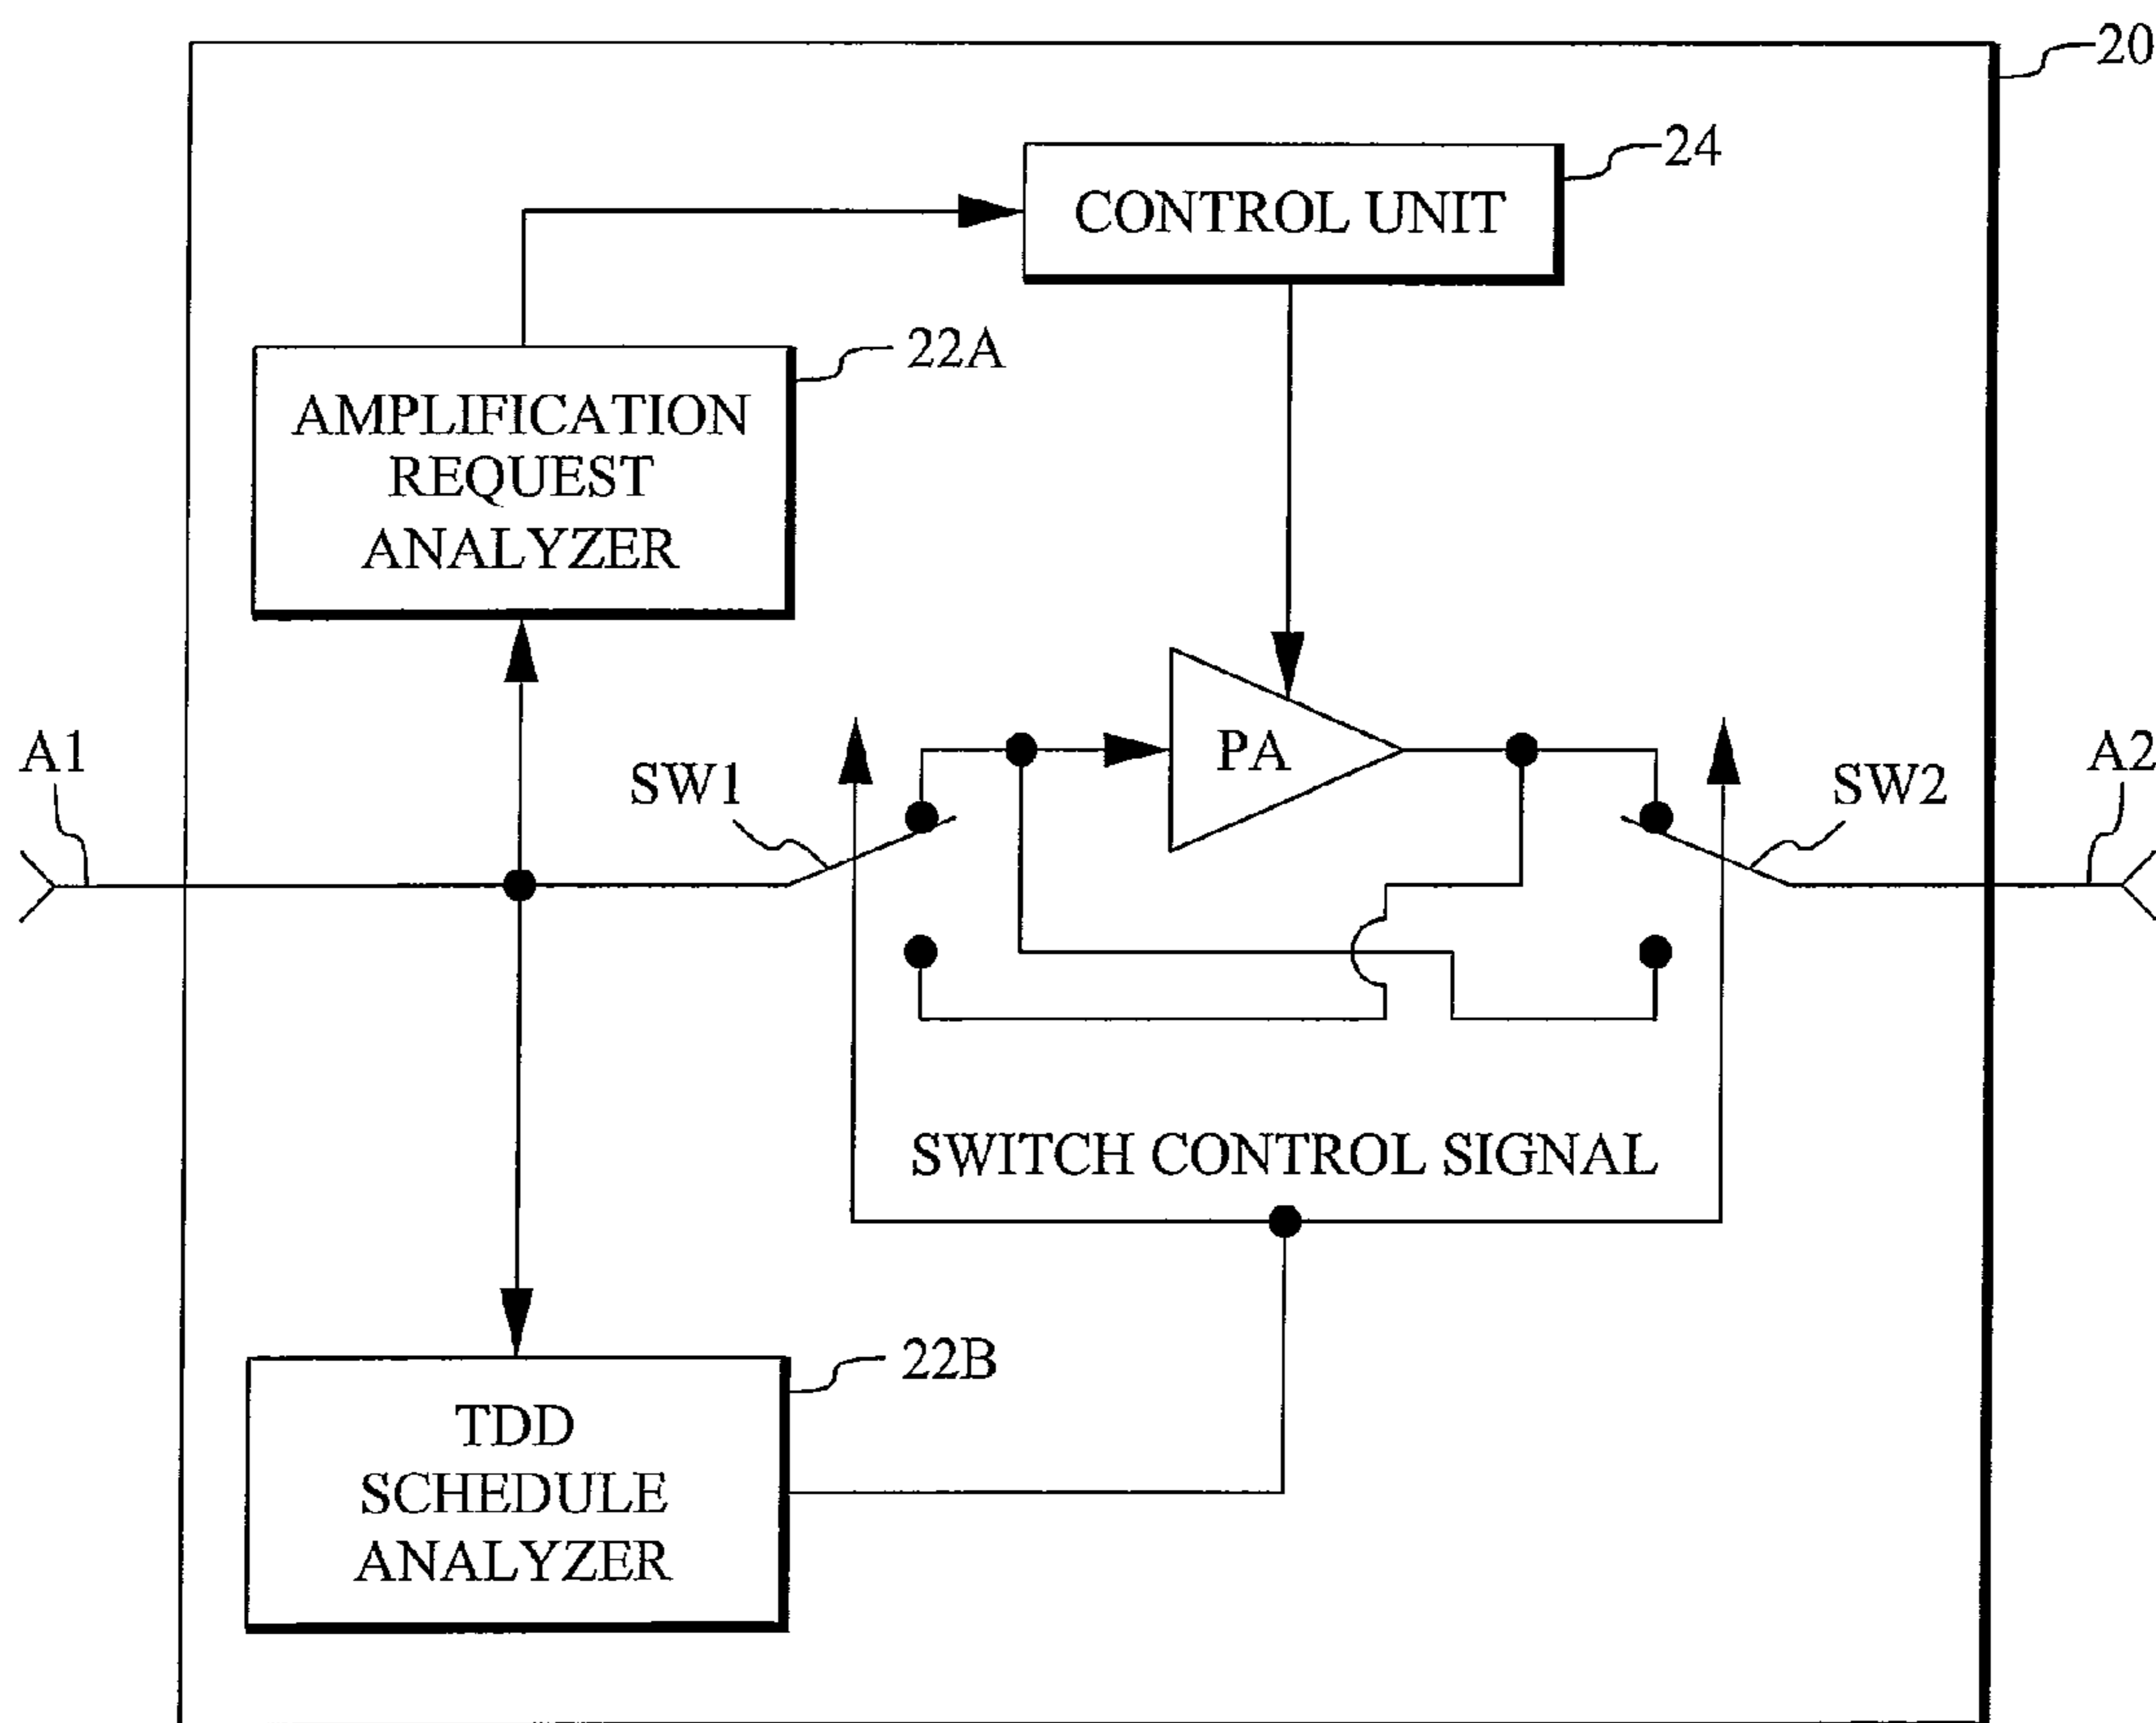 20
24
CONTROL UNIT
22A
AMPLIFICATION
REQUEST
ANALYZER
A1
SW1
PA
SW2
A2
SWITCH CONTROL SIGNAL
22B
TDD
SCHEDULE
ANALYZER